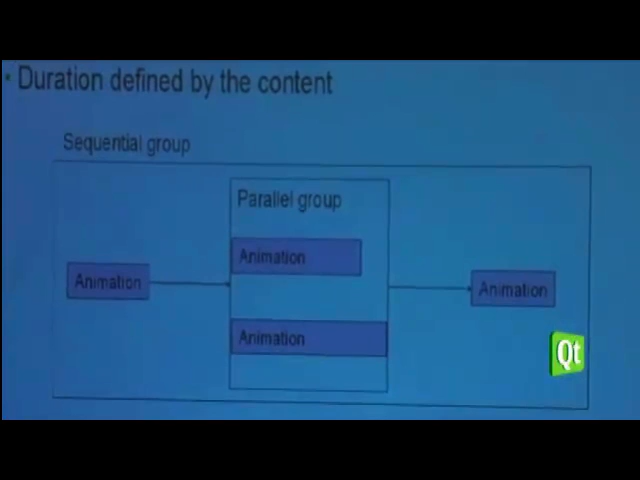 • Duration defined by the content
Sequential group
Parallel group
Animation
Animation
Animation
Animation
Qt